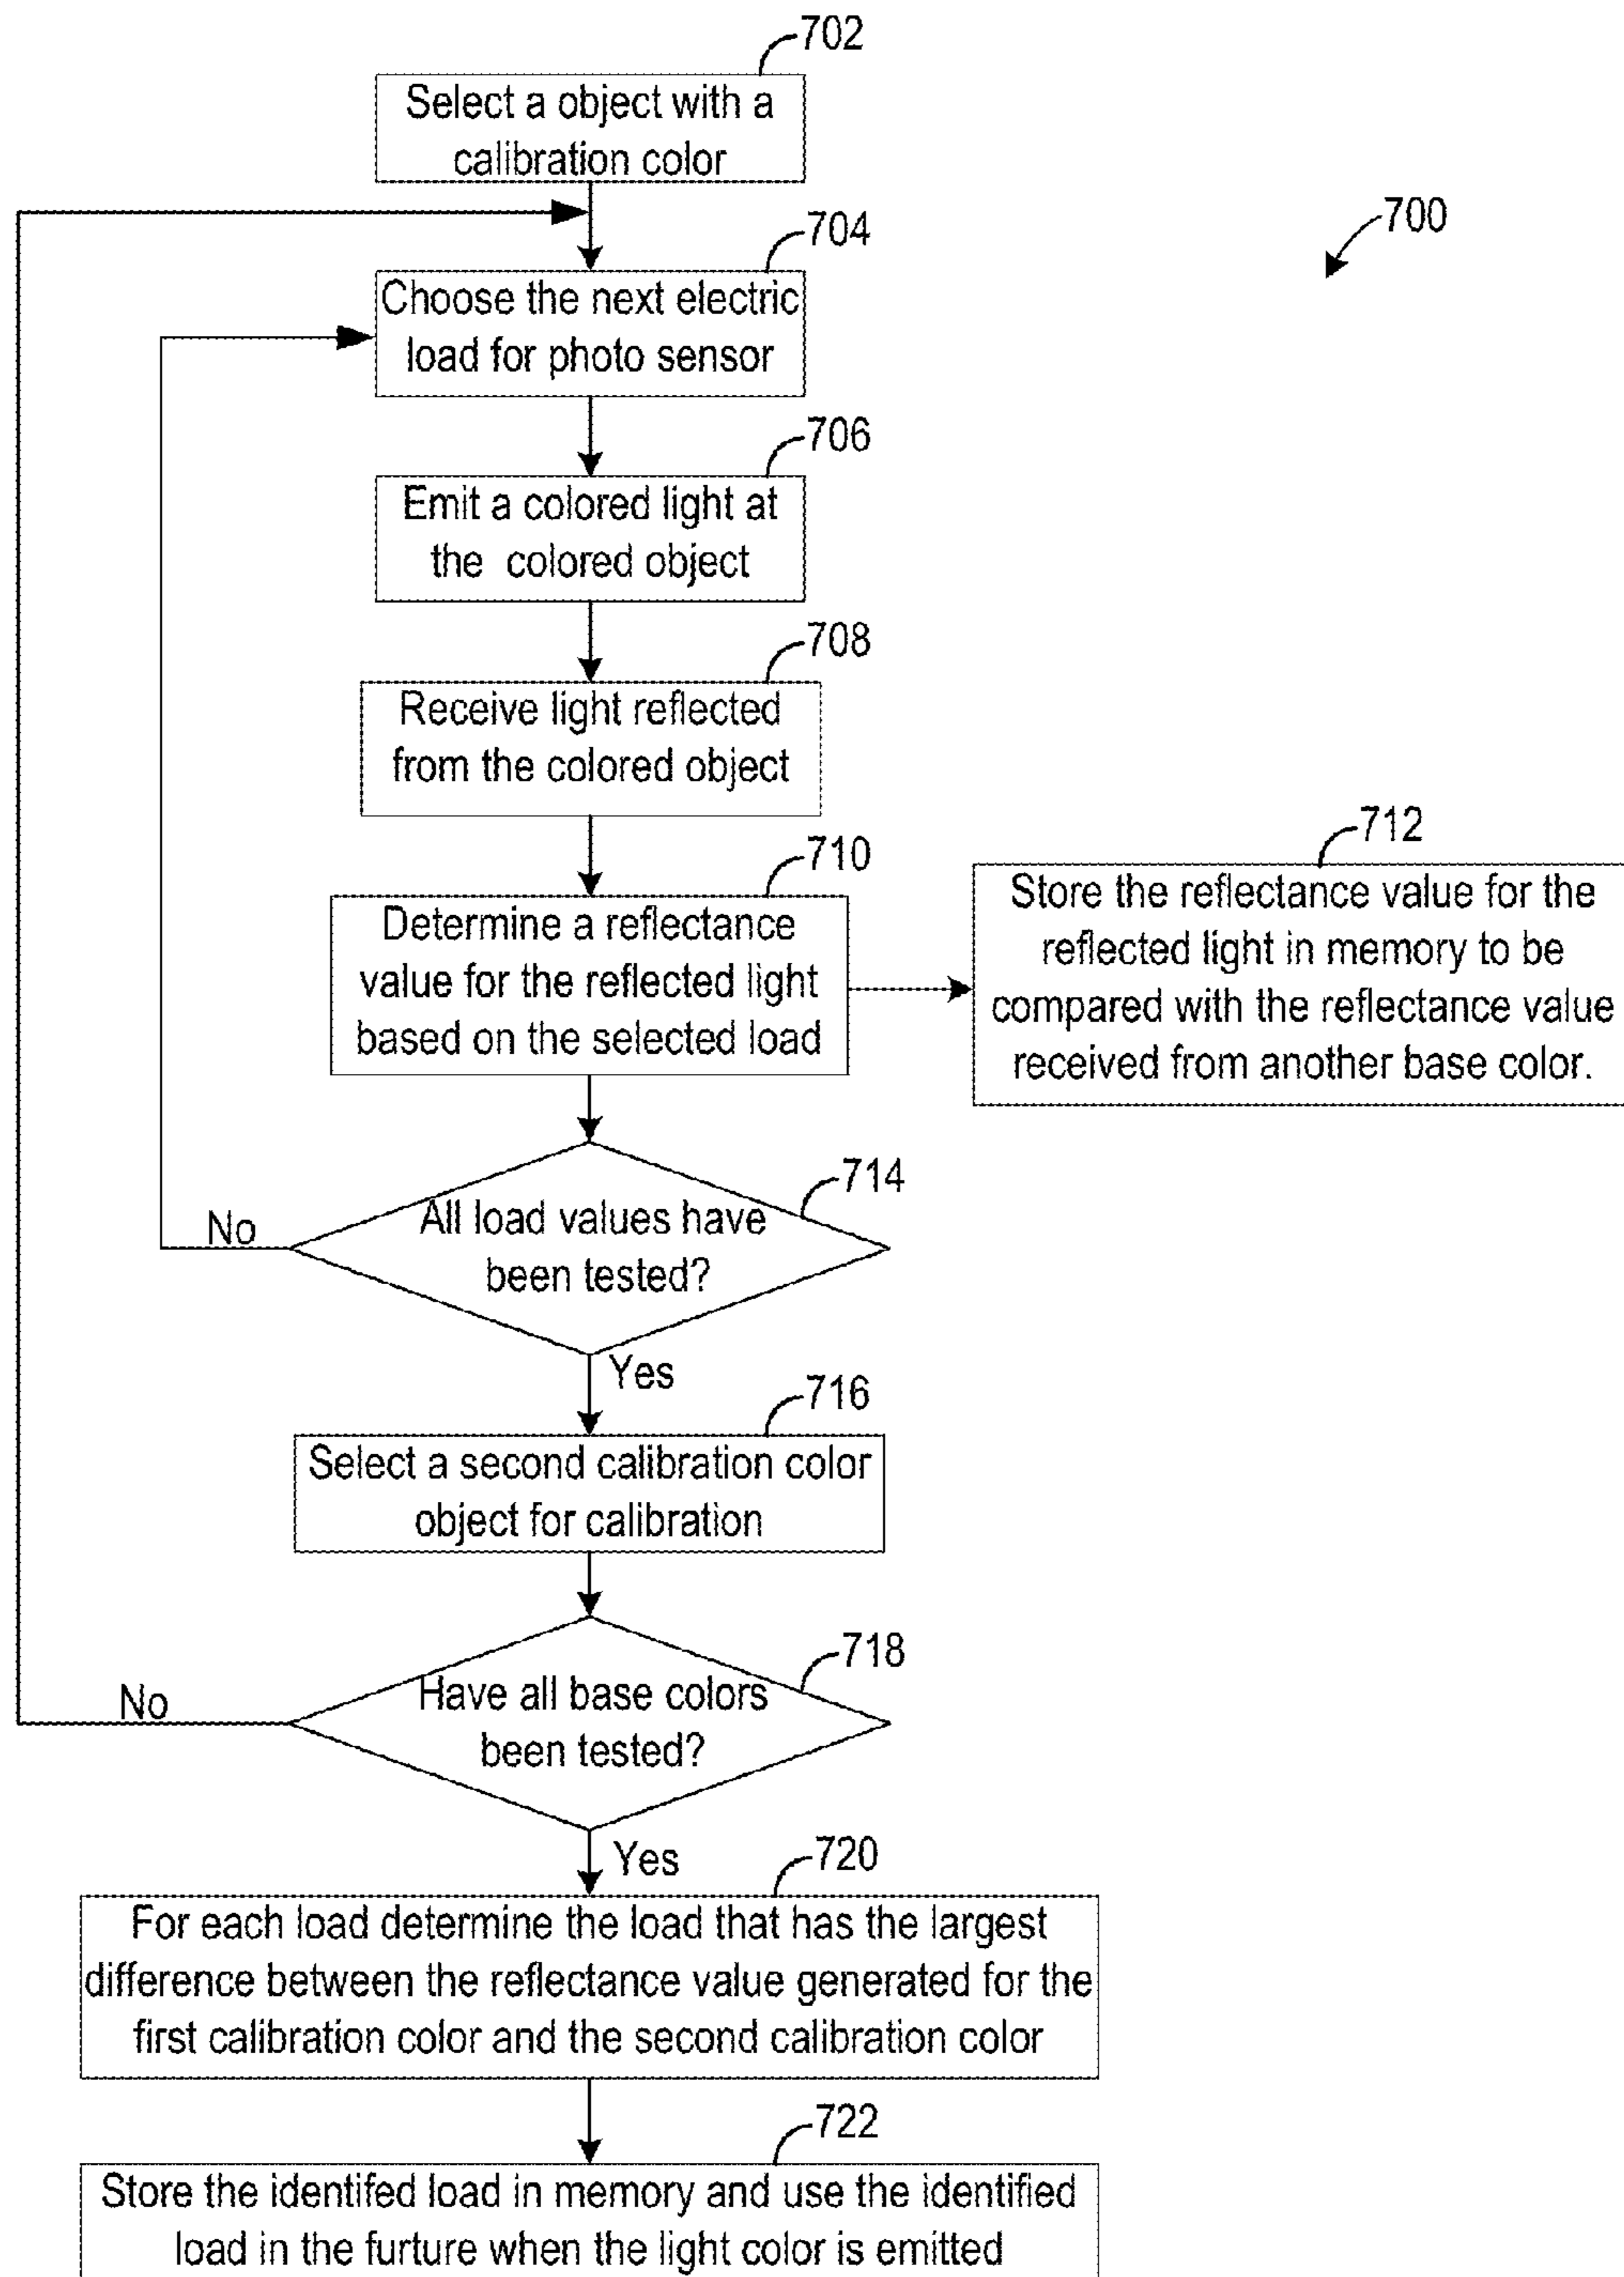 702
Select a object with a
calibration color
700
704
Choose the next electric
load for photo sensor
706
Emit a colored light at
the colored object
708
Receive light reflected
from the colored object
710
Determine a reflectance
value for the reflected light
based on the selected load
712
Store the reflectance value for the
reflected light in memory to be
compared with the reflectance value
received from another base color.
714
All load values have
been tested?
No
Yes
716
Select a second calibration color
object for calibration
718
Have all base colors
been tested?
No
Yes
720
For each load determine the load that has the largest
difference between the reflectance value generated for the
first calibration color and the second calibration color
722
Store the identifed load in memory and use the identified
load in the furture when the light color is emitted